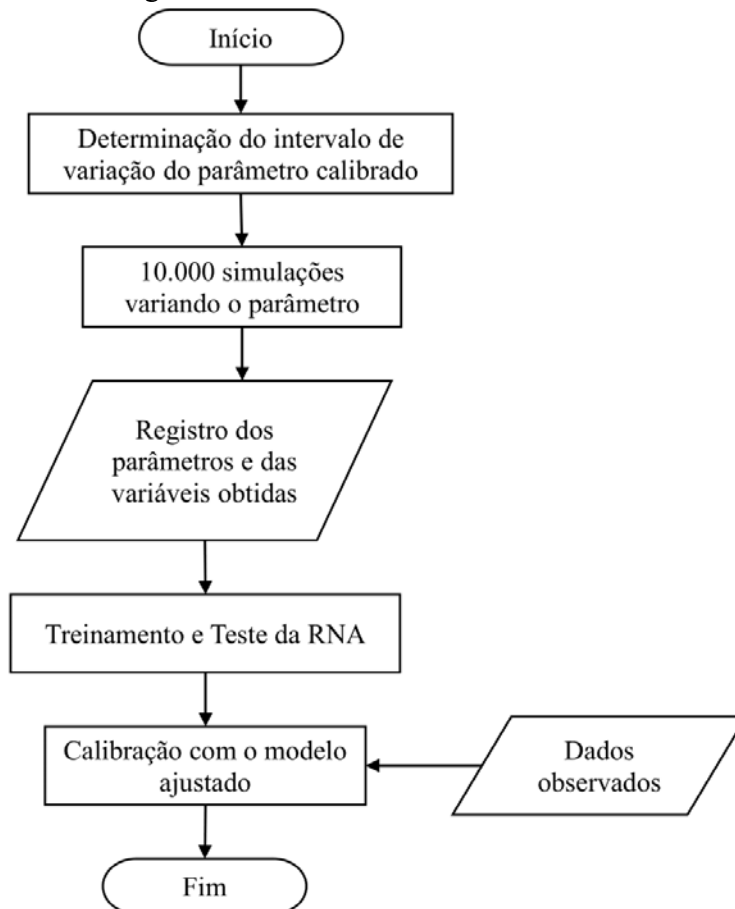 Início
Determinação do intervalo de
variação do parâmetro calibrado
10.000 simulações
variando o parâmetro
Registro dos
parâmetros e das
variáveis obtidas
Treinamento e Teste da RNA
Calibração com o modelo
ajustado
Dados
observados
Fim